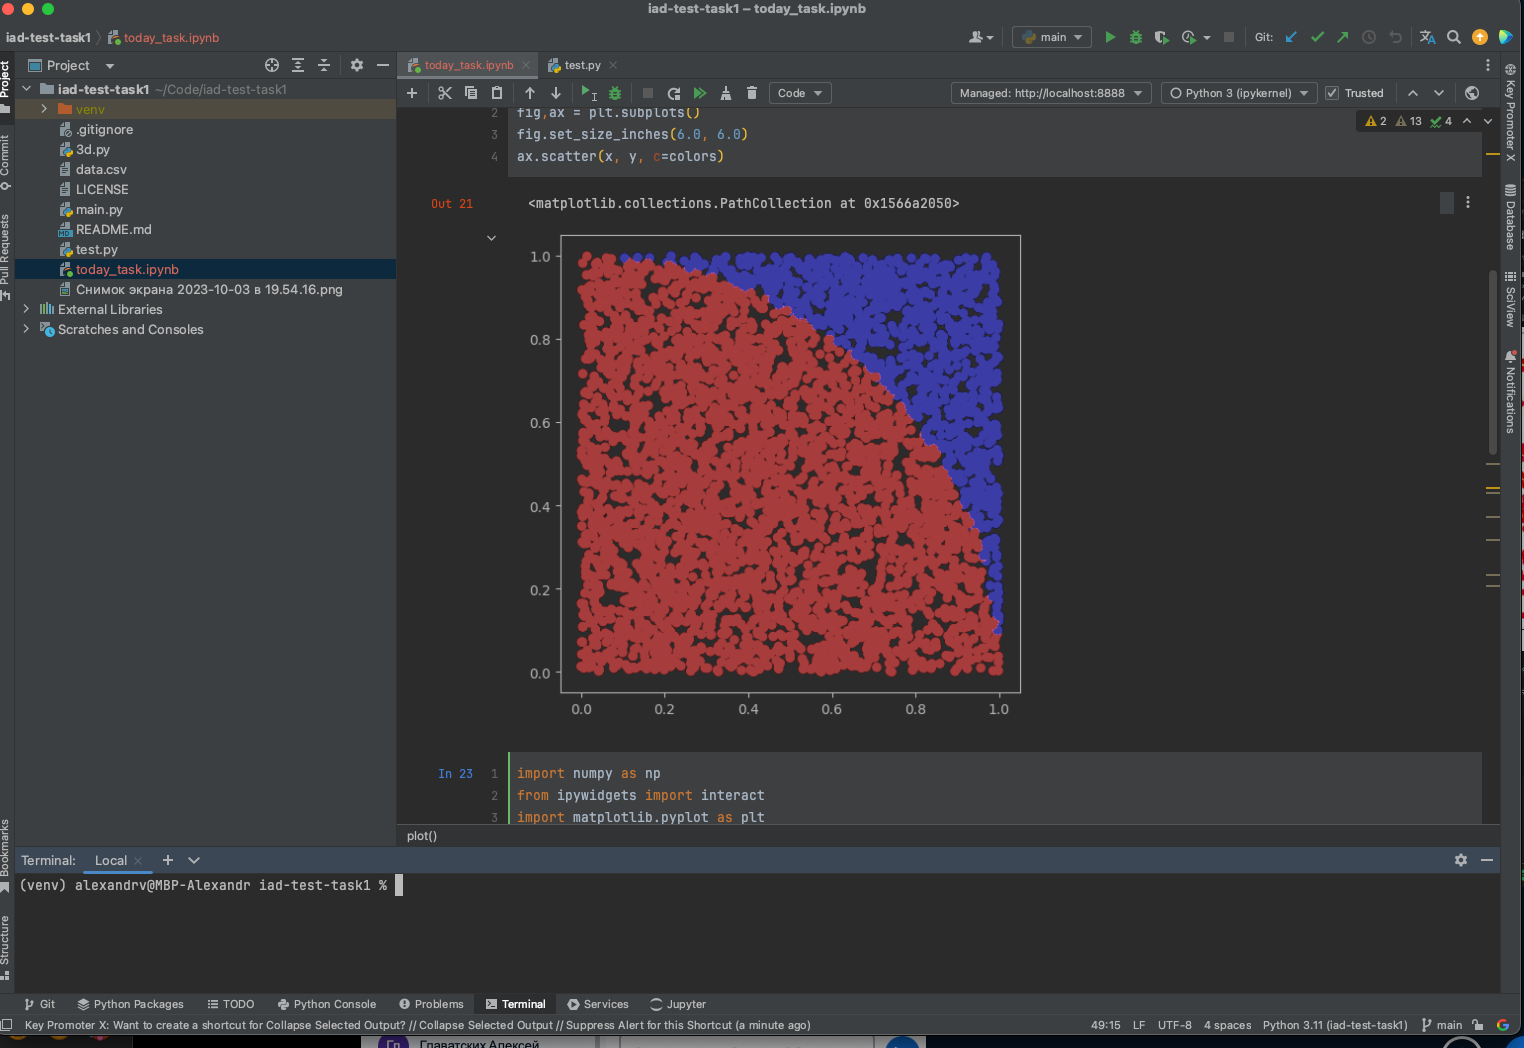 iad-test-task1 – today_task.ipynb
iad-test-task1 today_task.ipynb
main
Git:
Project
today_task.ipynb
test.py
iad-test-task1 ~/Code/iad-test-task1
venv
.gitignore
3d.py
data.csv
LICENSE
main.py
README.md
test.py
today_task.ipynb
Снимок экрана 2023-10-03 в 19.54.16.png
External Libraries
Scratches and Consoles
Project
Commit
Pull Requests
Bookmarks
Structure
Code
Managed: http://localhost:8888
Python 3 (ipykernel)
Trusted
2 13 4
2 fig,ax = plt.subplots()
3 fig.set_size_inches(6.0, 6.0)
4 ax.scatter(x, y, c=colors)
Out 21
<matplotlib.collections.PathCollection at 0x1566a2050>
1.0
0.8
0.6
0.4
0.2
0.0
0.0 0.2 0.4 0.6 0.8 1.0
In 23
1 import numpy as np
2 from ipywidgets import interact
3 import matplotlib.pyplot as plt
plot()
Key Promoter X
Database
SciView
Notifications
Terminal: Local
(venv) alexandrv@MBP-Alexandr iad-test-task1 %
Git
Python Packages
TODO
Python Console
Problems
Terminal
Services
Jupyter
Key Promoter X: Want to create a shortcut for Collapse Selected Output? // Collapse Selected Output // Suppress Alert for this Shortcut (a minute ago)
49:15 LF UTF-8 4 spaces Python 3.11 (iad-test-task1) main
Главатских Алексей